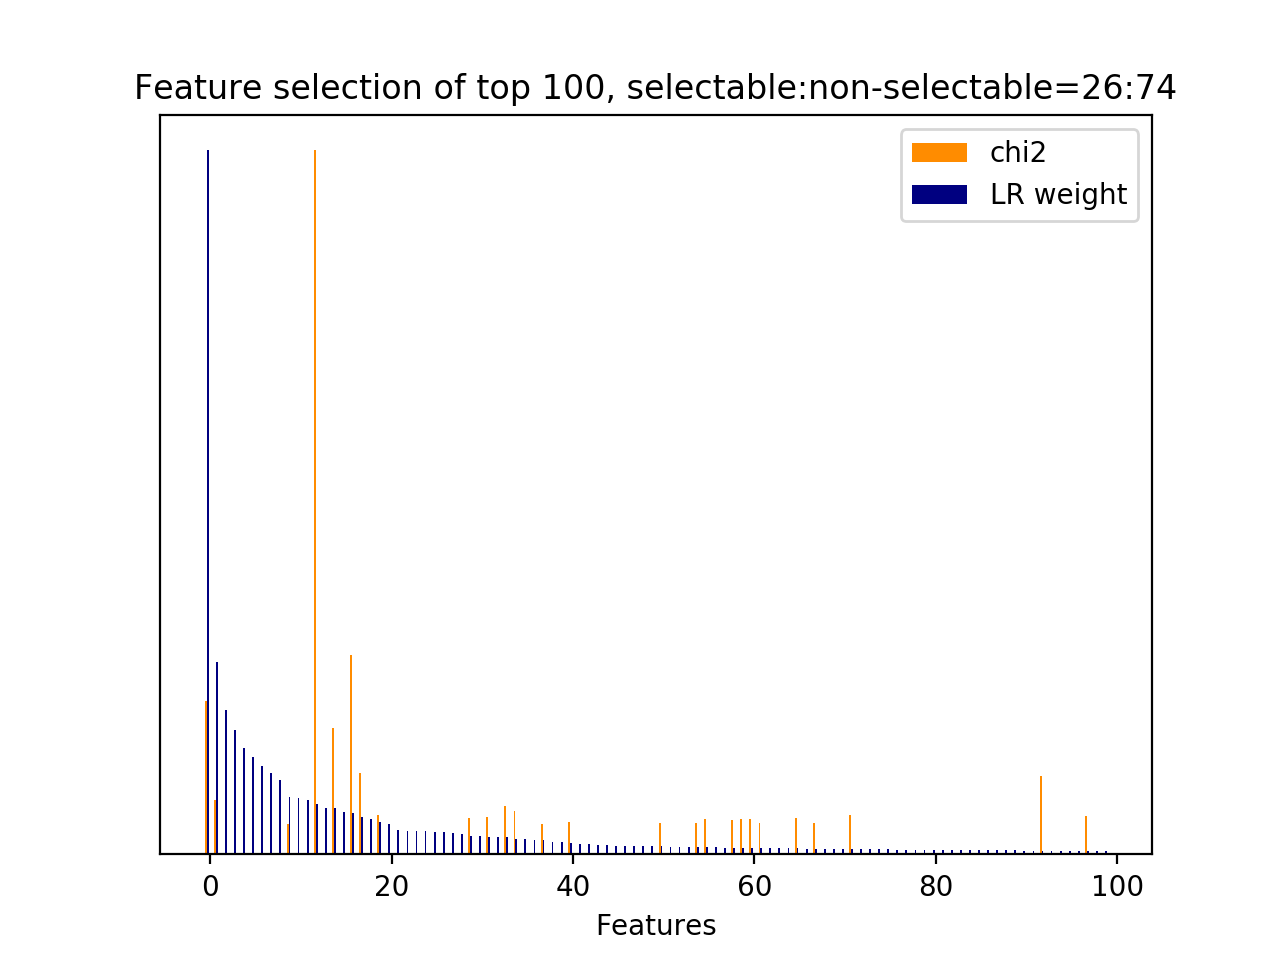 Feature selection of top 100, selectable:non-selectable=26:74
chi2
LR weight
0 20 40 60 80 100
Features